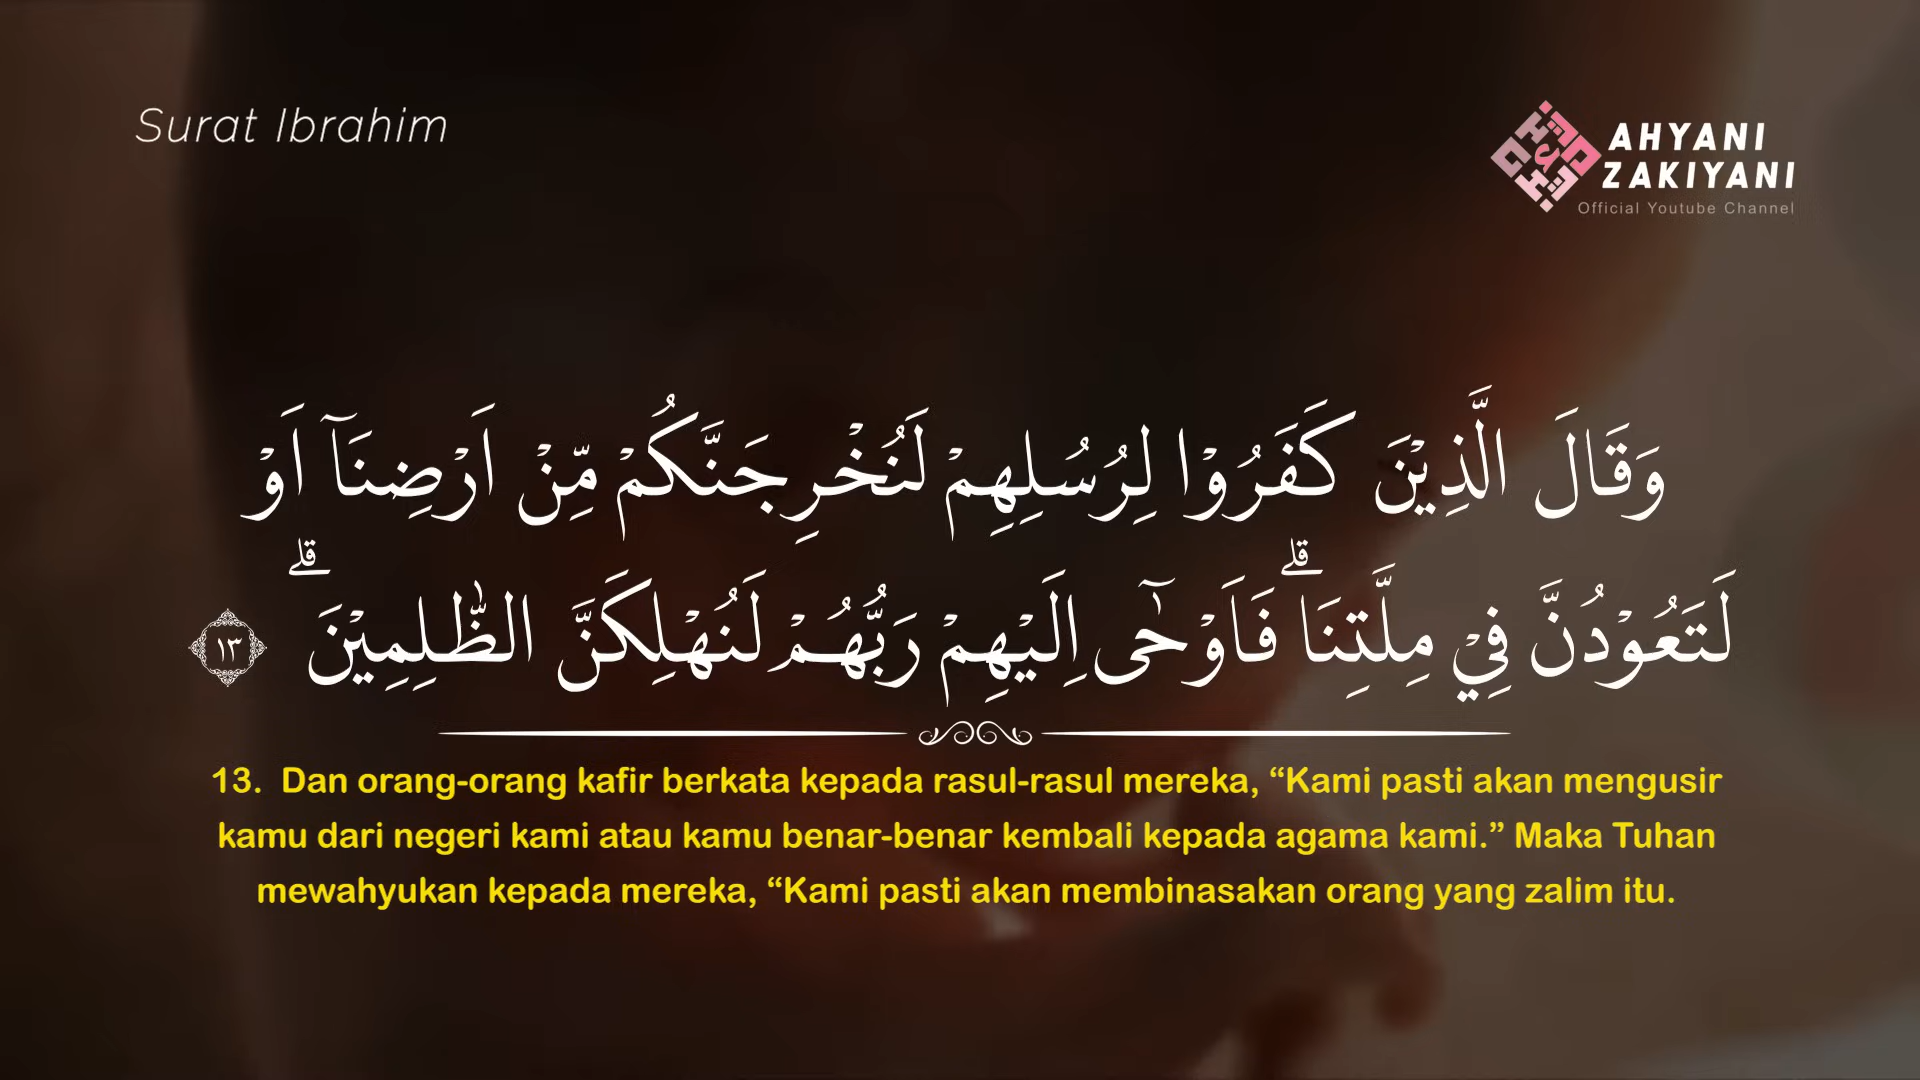 Surat Ibrahim
AHYANI
ZAKIYANI
Official Youtube Channel
وَقَالَ الَّذِيْنَ كَفَرُوْا لِرُسُلِهِمْ لَنُخْرِجَنَّكُمْ مِّنْ اَرْضِنَآ اَوْ
لَتَعُوْدُنَّ فِيْ مِلَّتِنَاۗ فَاَوْحٰٓى اِلَيْهِمْ رَبُّهُمْ لَنُهْلِكَنَّ الظّٰلِمِيْنَۗ ١٣
13. Dan orang-orang kafir berkata kepada rasul-rasul mereka, “Kami pasti akan mengusir
kamu dari negeri kami atau kamu benar-benar kembali kepada agama kami.” Maka Tuhan
mewahyukan kepada mereka, “Kami pasti akan membinasakan orang yang zalim itu.